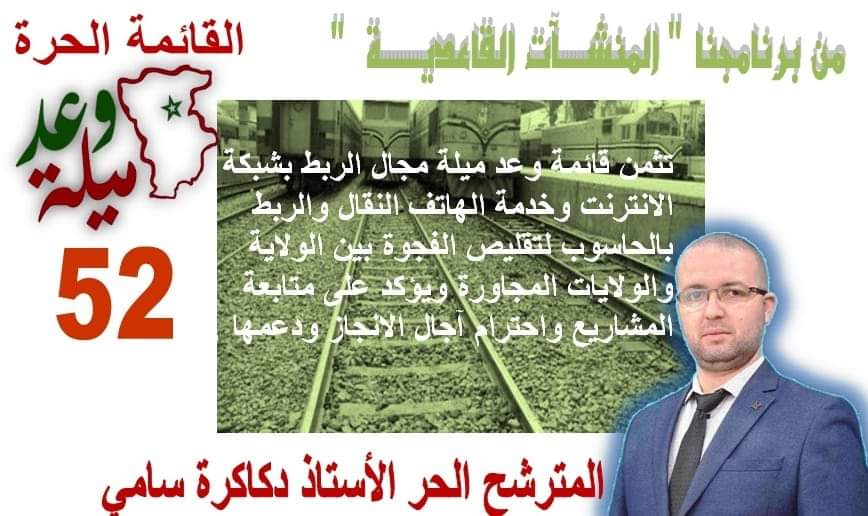 من برنامجنا " المنشآت القاعدية "
القائمة الحرة
وعد
ميلة
52
تثمن قائمة وعد ميلة مجال الربط بشبكة
الانترنت وخدمة الهاتف النقال والربط
بالحاسوب لتقليص الفجوة بين الولاية
والولايات المجاورة ويؤكد على متابعة
المشاريع واحترام آجال الانجاز ودعمها
المترشح الحر الأستاذ دكاكرة سامي